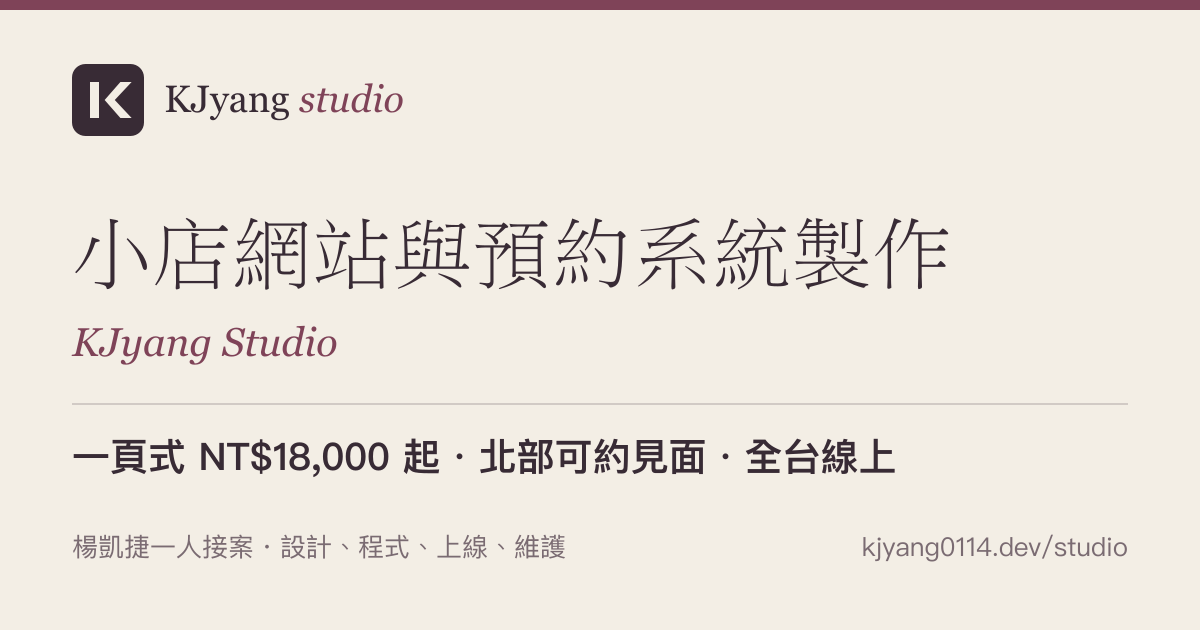 K
KJyang studio
小店網站與預約系統製作
KJyang Studio
一頁式 NT$18,000 起・北部可約見面・全台線上
楊凱捷一人接案・設計、程式、上線、維護
kjyang0114.dev/studio